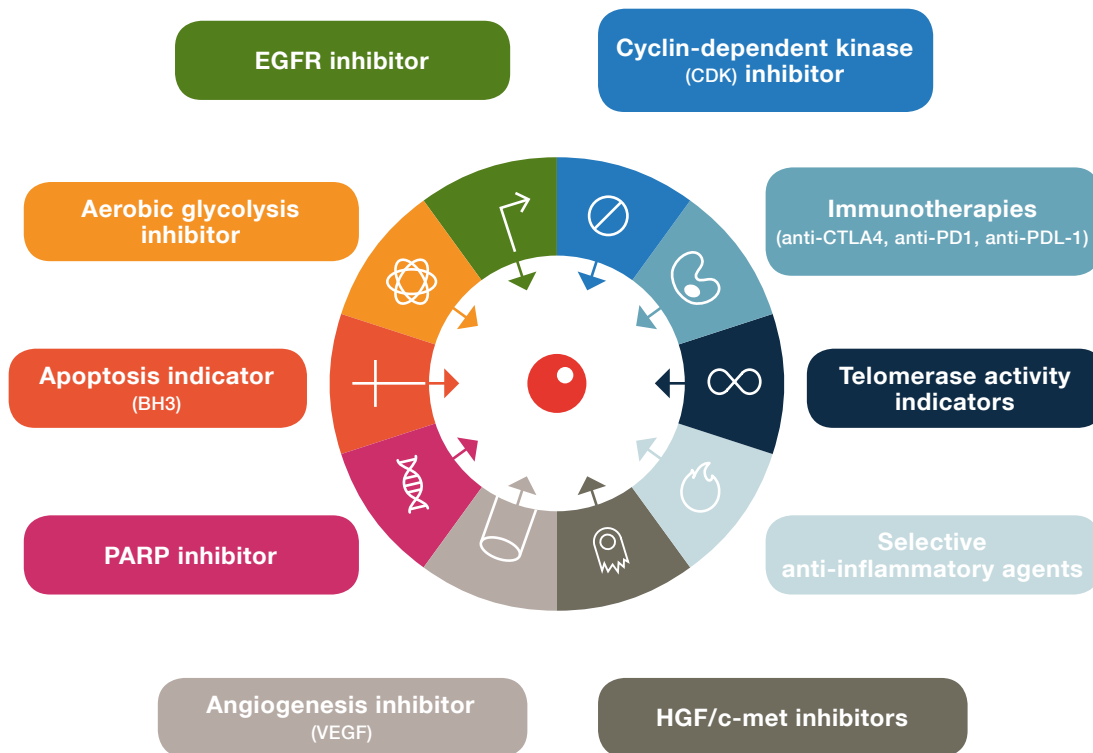 EGFR inhibitor
Cyclin-dependent kinase
(CDK) inhibitor
Aerobic glycolysis
inhibitor
Immunotherapies
(anti-CTLA4, anti-PD1, anti-PDL-1)
Apoptosis indicator
(BH3)
Telomerase activity
indicators
PARP inhibitor
Selective
anti-inflammatory agents
Angiogenesis inhibitor
(VEGF)
HGF/c-met inhibitors